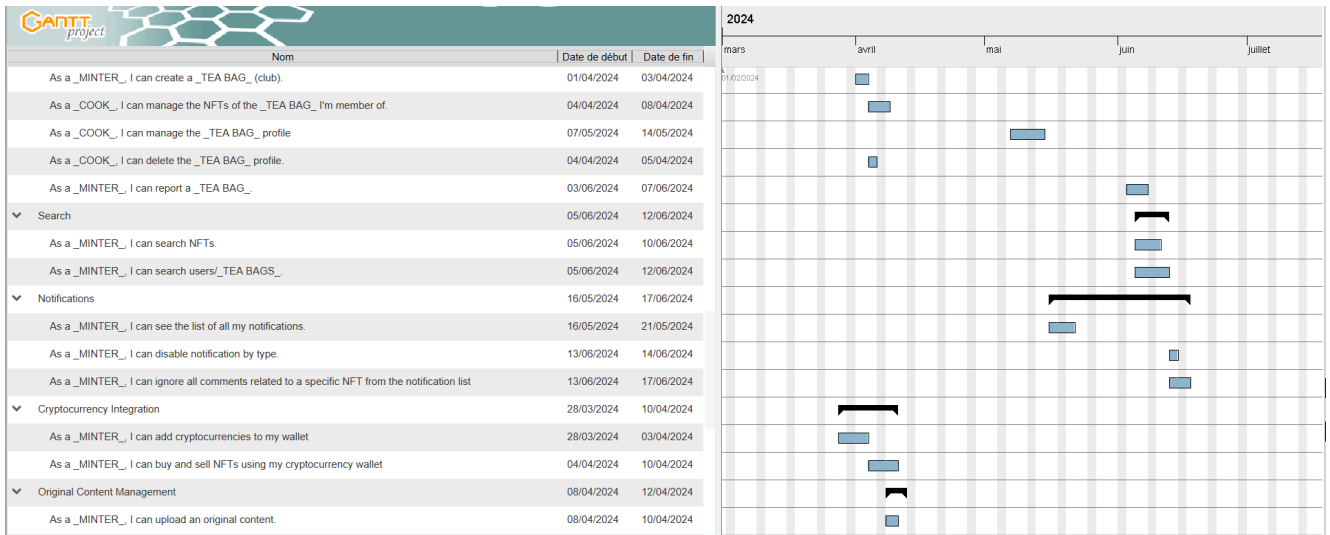 GANTT
project
2024
mars avril mai juin juillet
Nom Date de début Date de fin
01/02/2024
As a _MINTER_, I can create a _TEA BAG_ (club). 01/04/2024 03/04/2024
As a _COOK_, I can manage the NFTs of the _TEA BAG_ I'm member of. 04/04/2024 08/04/2024
As a _COOK_, I can manage the _TEA BAG_ profile 07/05/2024 14/05/2024
As a _COOK_, I can delete the _TEA BAG_ profile. 04/04/2024 05/04/2024
As a _MINTER_, I can report a _TEA BAG_. 03/06/2024 07/06/2024
Search 05/06/2024 12/06/2024
As a _MINTER_, I can search NFTs. 05/06/2024 10/06/2024
As a _MINTER_, I can search users/_TEA BAGS_. 05/06/2024 12/06/2024
Notifications 16/05/2024 17/06/2024
As a _MINTER_, I can see the list of all my notifications. 16/05/2024 21/05/2024
As a _MINTER_, I can disable notification by type. 13/06/2024 14/06/2024
As a _MINTER_, I can ignore all comments related to a specific NFT from the notification list 13/06/2024 17/06/2024
Cryptocurrency Integration 28/03/2024 10/04/2024
As a _MINTER_, I can add cryptocurrencies to my wallet 28/03/2024 03/04/2024
As a _MINTER_, I can buy and sell NFTs using my cryptocurrency wallet 04/04/2024 10/04/2024
Original Content Management 08/04/2024 12/04/2024
As a _MINTER_, I can upload an original content. 08/04/2024 10/04/2024